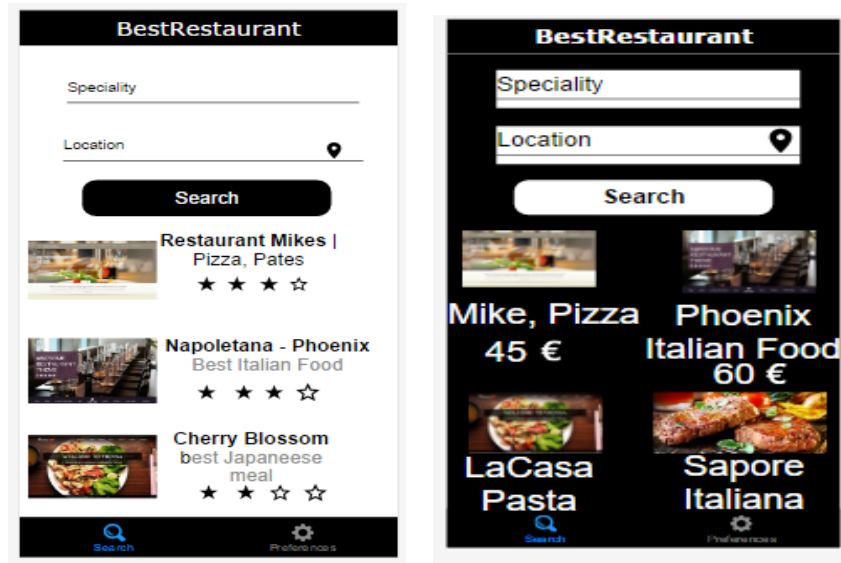 BestRestaurant
Speciality
Location
Search
Restaurant Mikes |
Pizza, Pates
Napoletana - Phoenix
Best Italian Food
Cherry Blossom
best Japaneese
meal
Search
Preferences
BestRestaurant
Speciality
Location
Search
Mike, Pizza
45 €
Phoenix
Italian Food
60 €
LaCasa
Pasta
Sapore
Italiana
Search
Preferences